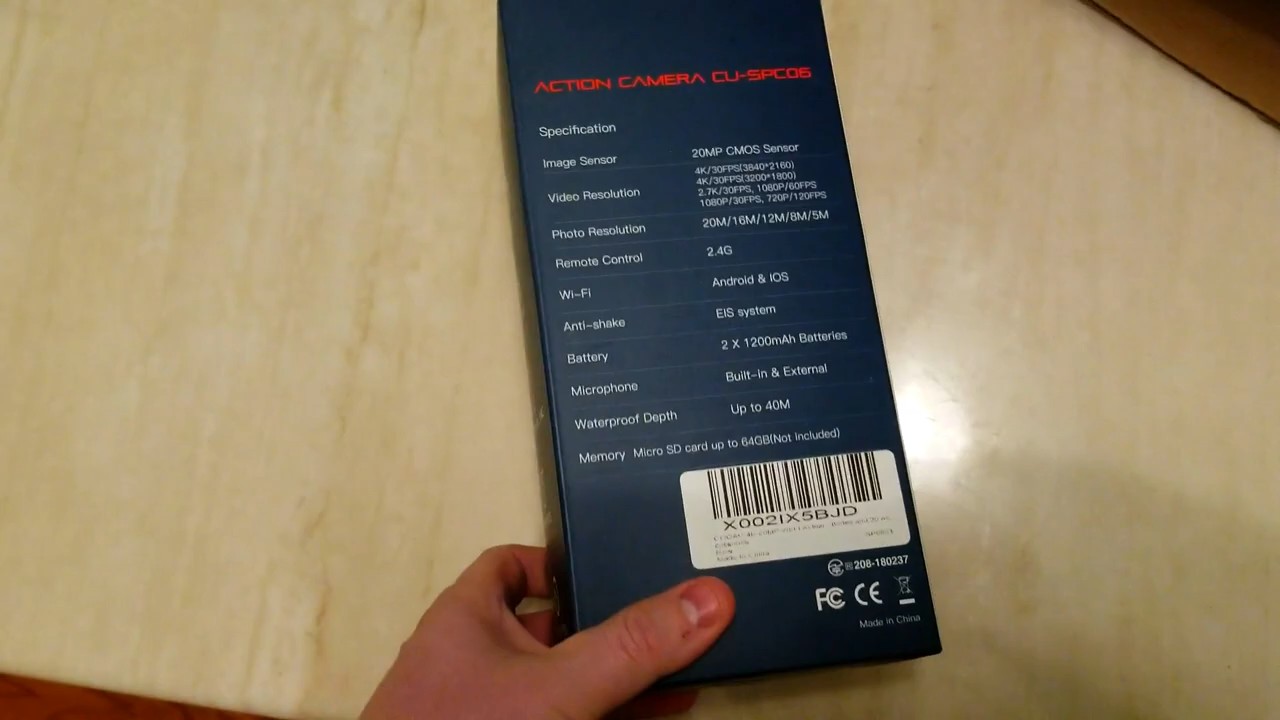 ACTION CAMERA CU-SPC06
Specification
Image Sensor 20MP CMOS Sensor
Video Resolution 4K/30FPS(3840*2160)
4K/30FPS(3200*1800)
2.7K/30FPS, 1080P/60FPS
1080P/30FPS, 720P/120FPS
Photo Resolution 20M/16M/12M/8M/5M
Remote Control 2.4G
Wi-Fi Android & IOS
Anti-shake EIS system
Battery 2 X 1200mAh Batteries
Microphone Built-in & External
Waterproof Depth Up to 40M
Memory Micro SD card up to 64GB(Not included)
X002IX5BJD
Made in China
208-180237
FC CE
Made in China